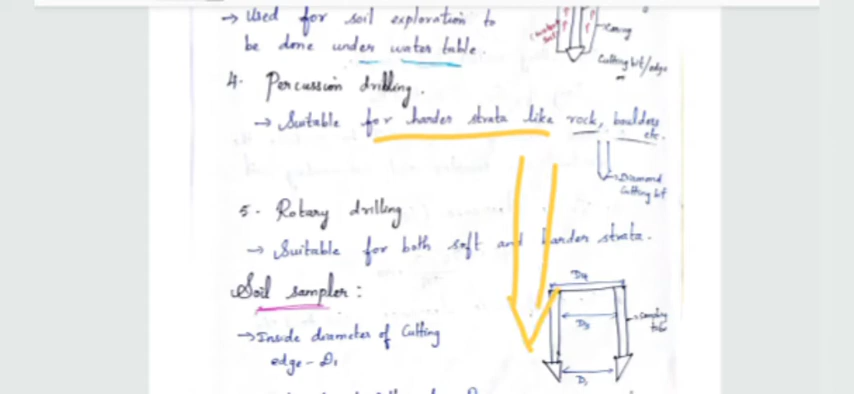 → Used for soil exploration to
be done under water table.
Casing
Cutting bit/edge
4. Percussion drilling.
→ Suitable for harder strata like rock, boulders
etc.
Diamond
Cutting bit
5. Rotary drilling
→ Suitable for both soft and harder strata.
Soil sampler:
D4
D3
→ Sampling
tube
D1
→ Inside diameter of Cutting
edge - D1